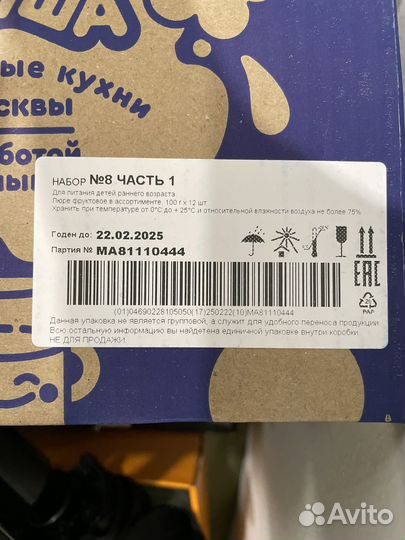 УША
ые кухни
сквы
ботой
НАБОР №8 ЧАСТЬ 1
Для питания детей раннего возраста
Пюре фруктовое в ассортименте, 100 г х 12 шт
Хранить при температуре от 0°С до + 25°С и относительной влажности воздуха не более 75%
Годен до: 22.02.2025
Партия № MA81110444
EAC
PAP
(01)04690228105050(17)250222(10)MA81110444
Данная упаковка не является групповой, а служит для удобного переноса продукции
Всю остальную информацию вы найдете на единичной упаковке внутри коробки.
НЕ ДЛЯ ПРОДАЖИ.
Avito